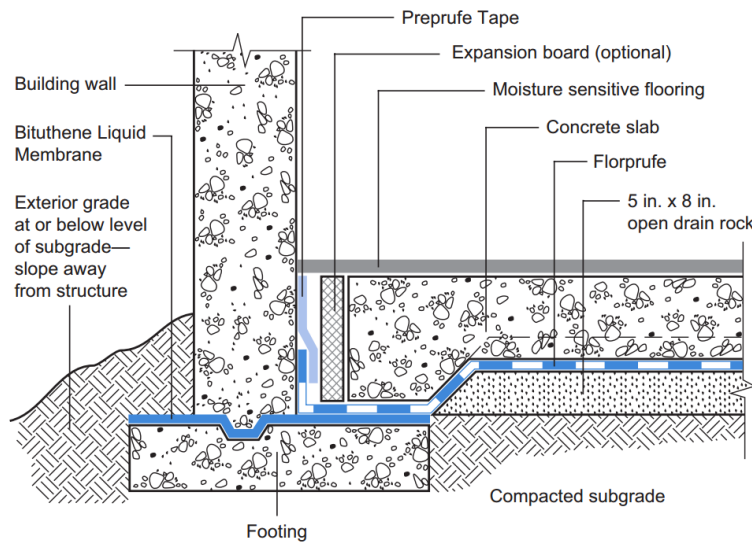 Preprufe Tape
Expansion board (optional)
Building wall
Moisture sensitive flooring
Bituthene Liquid
Membrane
Concrete slab
Florprufe
Exterior grade
at or below level
of subgrade—
slope away
from structure
5 in. x 8 in.
open drain rock
Compacted subgrade
Footing